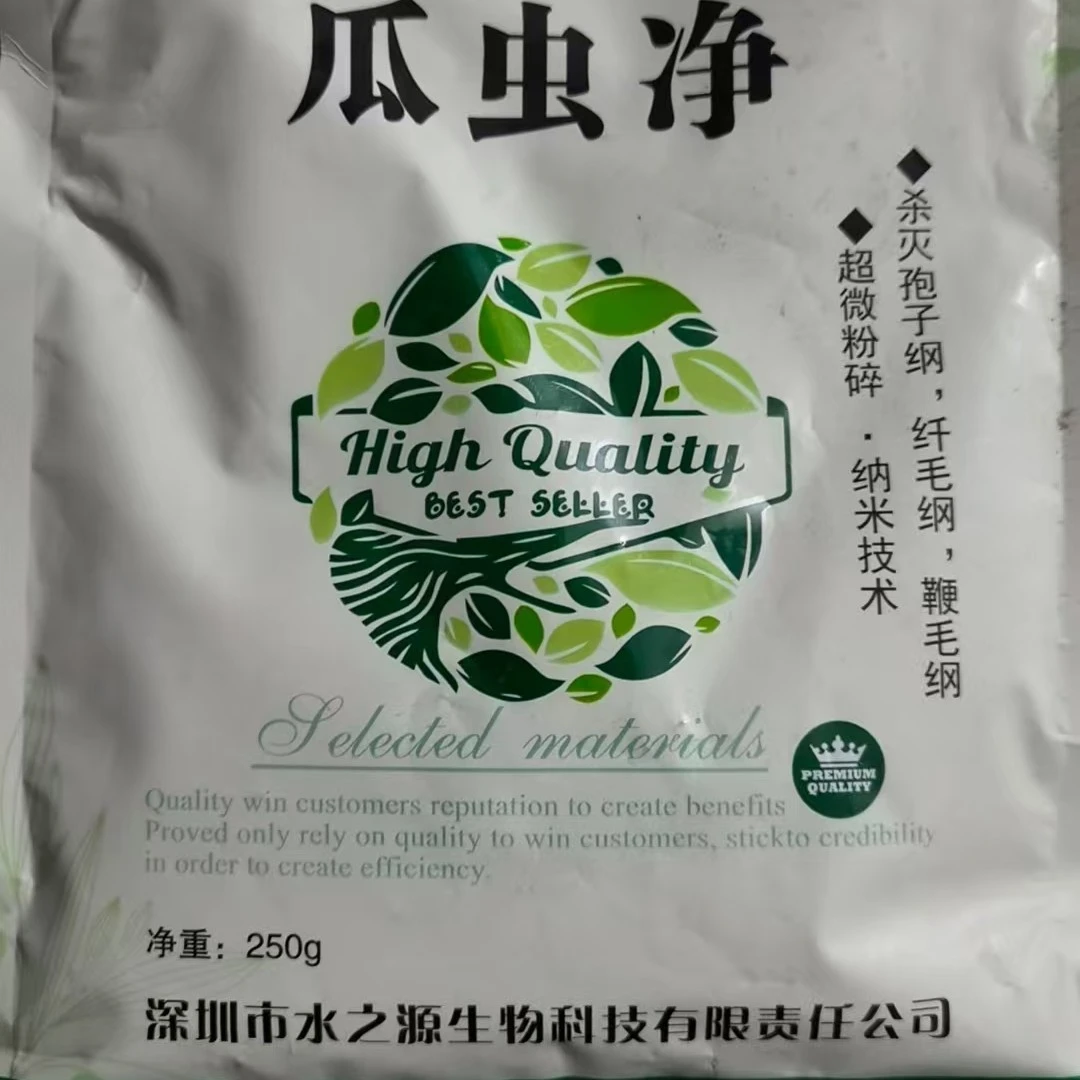 瓜虫净
◆杀灭孢子纲，纤毛纲，鞭毛纲
◆超微粉碎·纳米技术
High Quality
BEST SELLER
Selected materials
PREMIUM
QUALITY
Quality win customers reputation to create benefits
Proved only rely on quality to win customers, stickto credibility
in order to create efficiency.
净重：250g
深圳市水之源生物科技有限责任公司